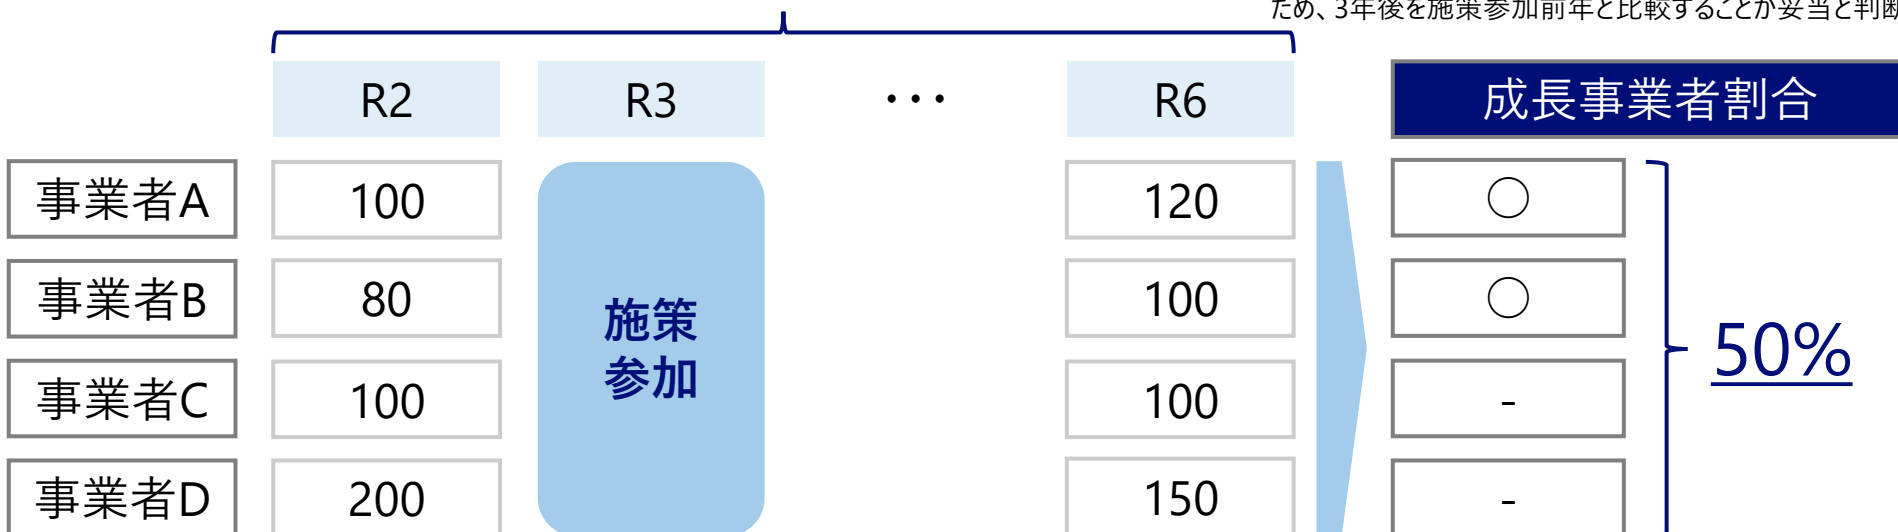 ため、3年後を施策参加前年と比較することが妥当と判断
R2 R3 ・・・ R6 成長事業者割合
事業者A 100 120 ○
事業者B 80 100 ○
施策
参加
50%
事業者C 100 100 -
事業者D 200 150 -